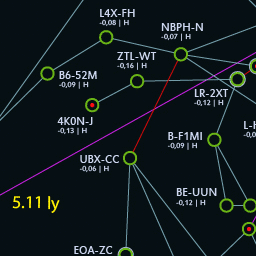 L4X-FH
-0,08 | H
NBPH-N
-0,07 | H
ZTL-WT
-0,16 | H
B6-52M
-0,09 | H
LR-2XT
-0,12 | H
4K0N-J
-0,13 | H
B-F1MI
-0,09 | H
L-
-0,
UBX-CC
-0,06 | H
BE-UUN
-0,12 | H
5.11 ly
EOA-ZC